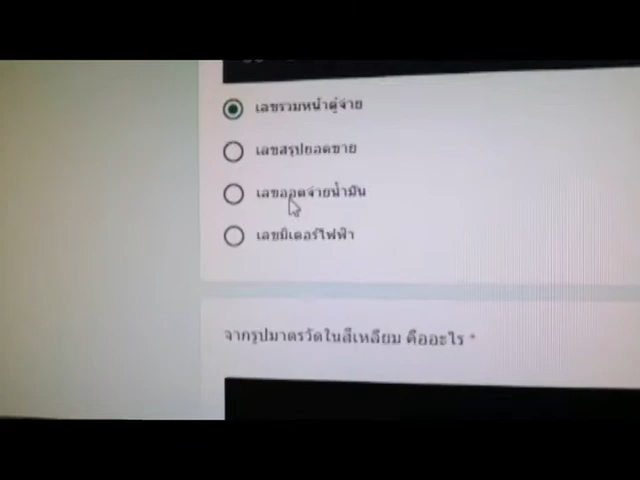 เลขรวมหน้าตู้จ่าย
เลขสรุปยอดขาย
เลขออดจ่ายน้ำมัน
เลขมิเตอร์ไฟฟ้า
จากรูปมาตรวัดในสี่เหลี่ยม คืออะไร *